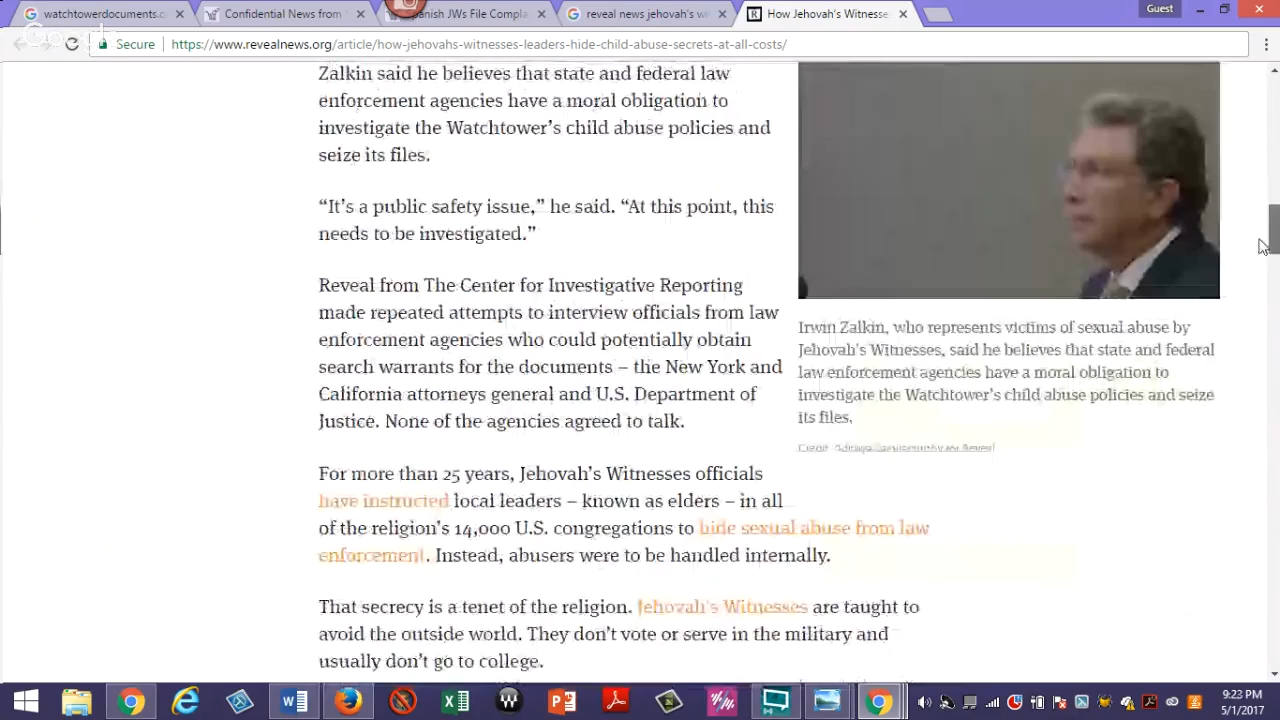 watchtowerdocuments.c
Confidential News from
panish JWs File Compla
reveal news jehovah's wi
How Jehovah's Witnesse
Guest
Secure
https://www.revealnews.org/article/how-jehovahs-witnesses-leaders-hide-child-abuse-secrets-at-all-costs/
Zalkin said he believes that state and federal law
enforcement agencies have a moral obligation to
investigate the Watchtower's child abuse policies and
seize its files.
“It's a public safety issue,” he said. “At this point, this
needs to be investigated.”
Reveal from The Center for Investigative Reporting
made repeated attempts to interview officials from law
enforcement agencies who could potentially obtain
search warrants for the documents – the New York and
California attorneys general and U.S. Department of
Justice. None of the agencies agreed to talk.
Irwin Zalkin, who represents victims of sexual abuse by
Jehovah's Witnesses, said he believes that state and federal
law enforcement agencies have a moral obligation to
investigate the Watchtower's child abuse policies and seize
its files.
For more than 25 years, Jehovah's Witnesses officials
have instructed local leaders – known as elders – in all
of the religion's 14,000 U.S. congregations to hide sexual abuse from law
enforcement. Instead, abusers were to be handled internally.
That secrecy is a tenet of the religion. Jehovah's Witnesses are taught to
avoid the outside world. They don't vote or serve in the military and
usually don't go to college.
9:23 PM
5/1/2017